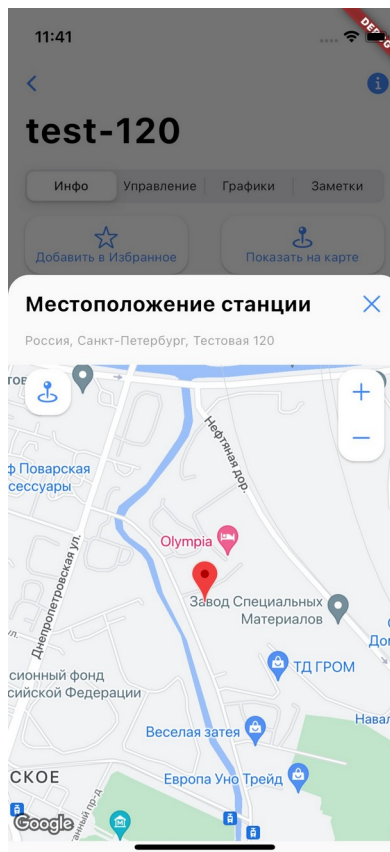 11:41
DEBUG
test-120
Инфо
Управление
Графики
Заметки
Добавить в Избранное
Показать на карте
Местоположение станции
Россия, Санкт-Петербург, Тестовая 120
Нефтяная дор.
Поварская
сессуары
Днепропетровская ул.
Olympia
Завод Специальных
Материалов
ТД ГРОМ
сионный фонд
сийской Федерации
Веселая затея
Навал
СКОЕ
Европа Уно Трейд
Google